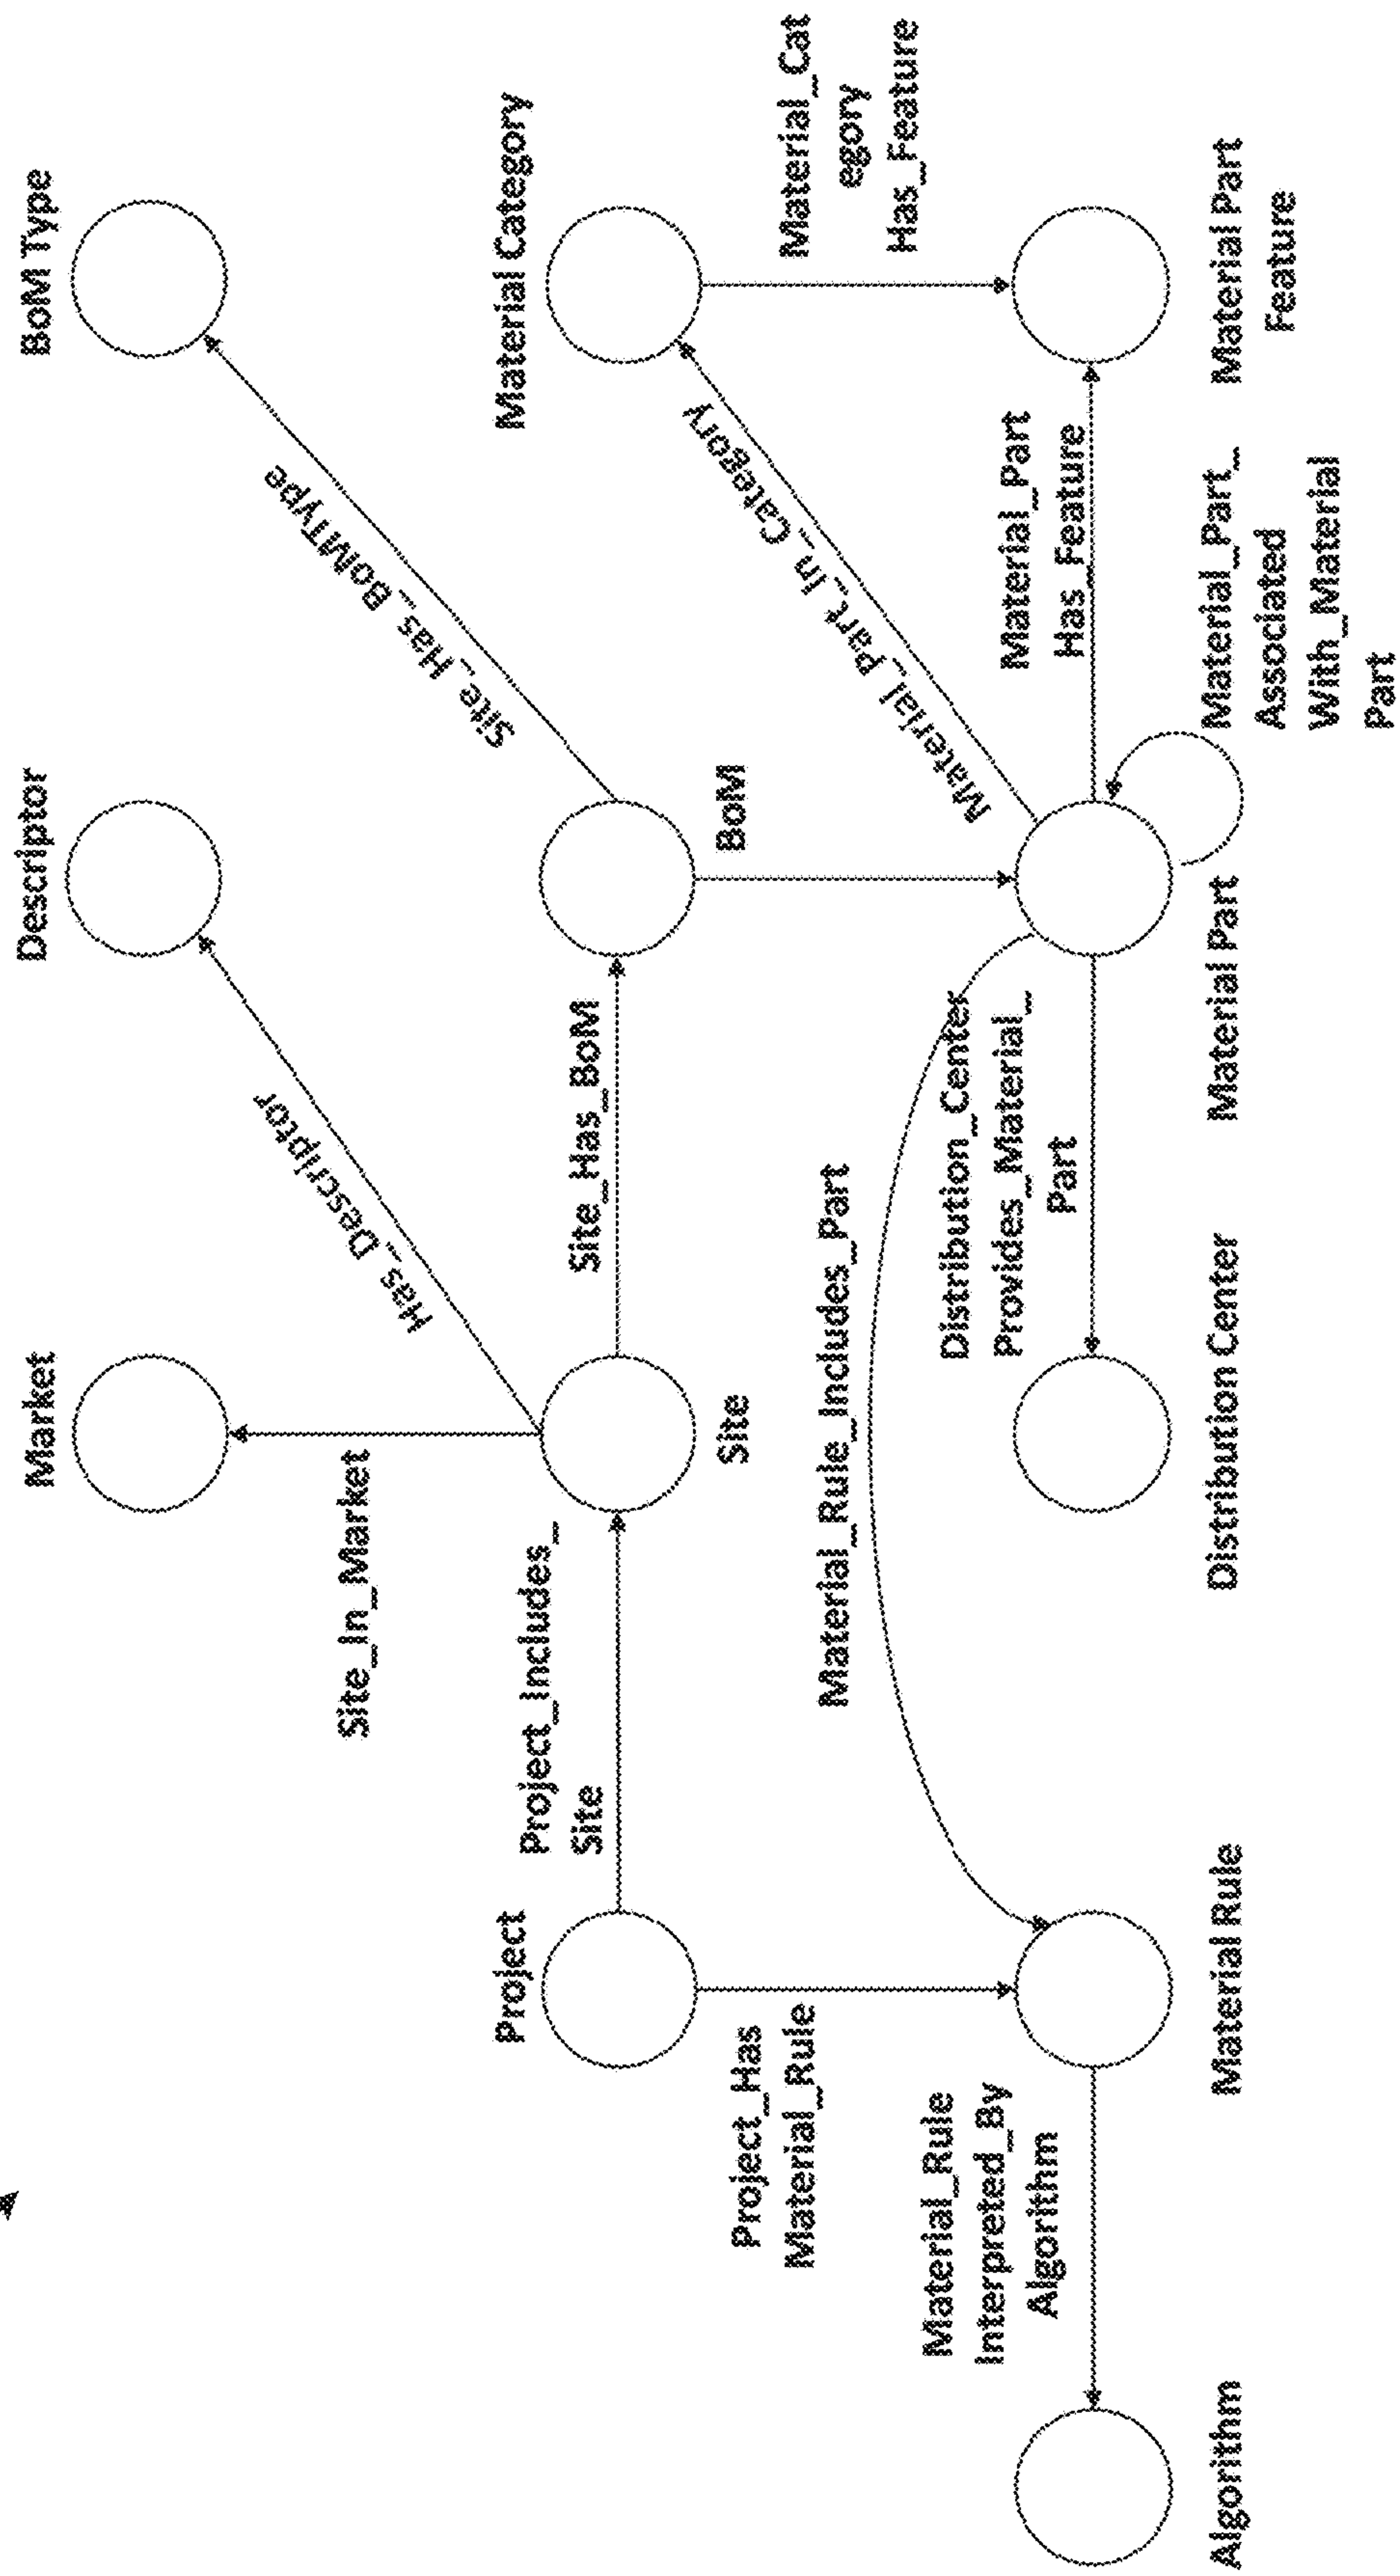 Market
Descriptor
BoM Type
Site_In_Market
Has_Descriptor
Site_Has_BoMType
Project
Project_Includes_
Site
Site
Site_Has_BoM
BoM
Material Category
Project_Has
Material_Rule
Material_Rule_Includes_Part
Material_Part_In_Category
Material_Cat
egory
Has_Feature
Material_Rule
Interpreted_By
Algorithm
Distribution_Center
Provides_Material_
Part
Material_Part
Has_Feature
Algorithm
Material Rule
Distribution Center
Material Part
Material_Part_
Associated
With_Material
Part
Material Part
Feature